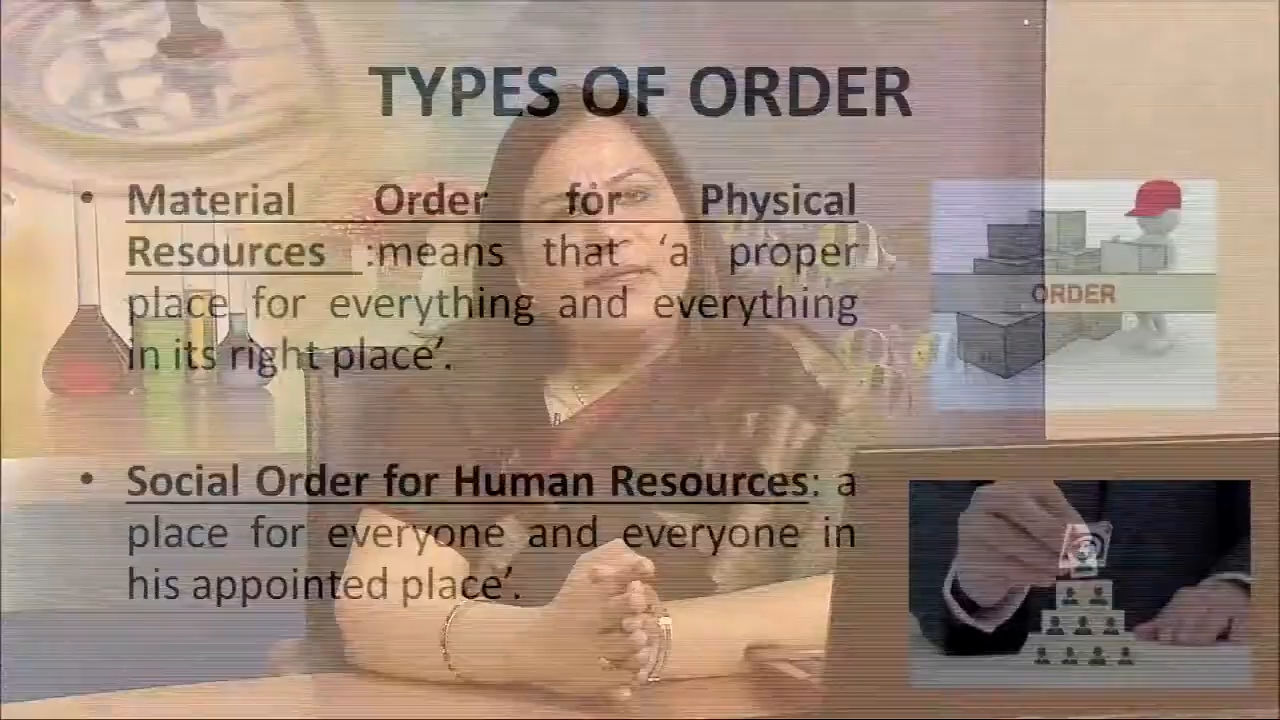 TYPES OF ORDER
• Material Order for Physical
Resources :means that ‘a proper
place for everything and everything
in its right place’.
ORDER
• Social Order for Human Resources: a
place for everyone and everyone in
his appointed place’.